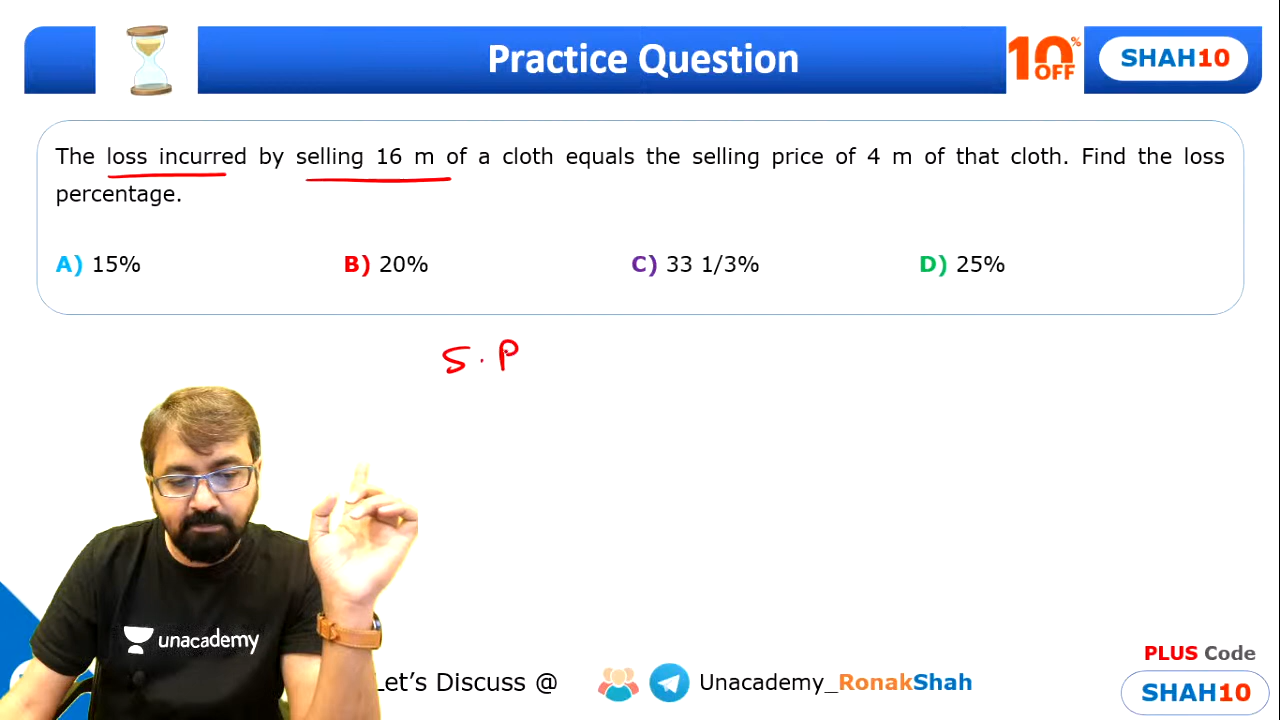 Practice Question
10% OFF
SHAH10
The loss incurred by selling 16 m of a cloth equals the selling price of 4 m of that cloth. Find the loss
percentage.
A) 15% B) 20% C) 33 1/3% D) 25%
S.P
unacademy
Let's Discuss @ Unacademy_RonakShah
PLUS Code
SHAH10